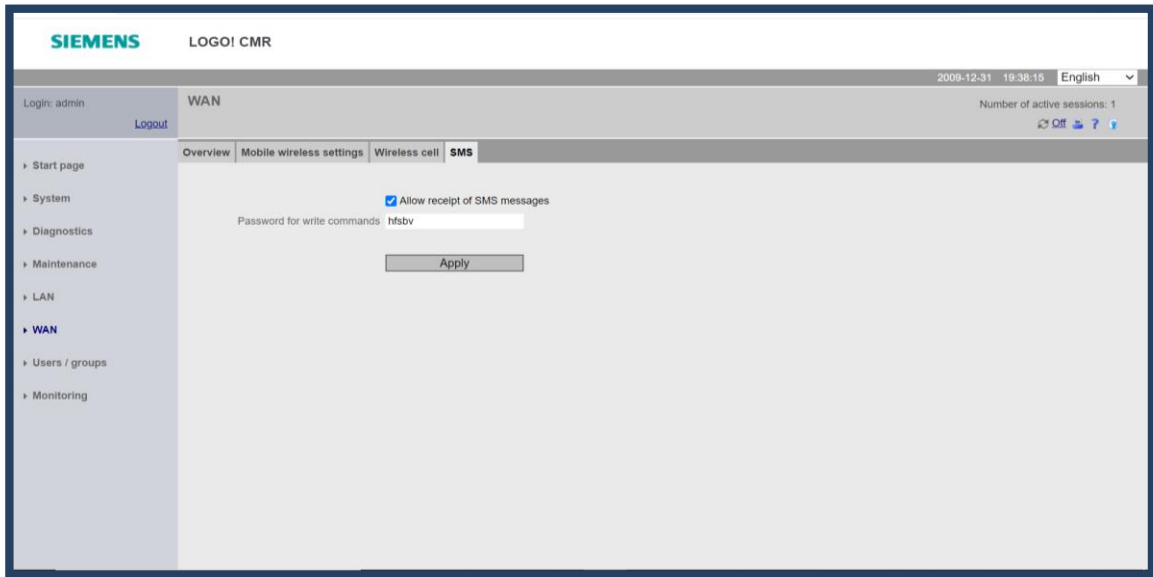 SIEMENS LOGO! CMR
2009-12-31 19:38:15 English
Login: admin
Logout
WAN
Number of active sessions: 1
Off ?
Overview Mobile wireless settings Wireless cell SMS
Start page
System
Diagnostics
Maintenance
LAN
WAN
Users / groups
Monitoring
Allow receipt of SMS messages
Password for write commands hfsbv
Apply